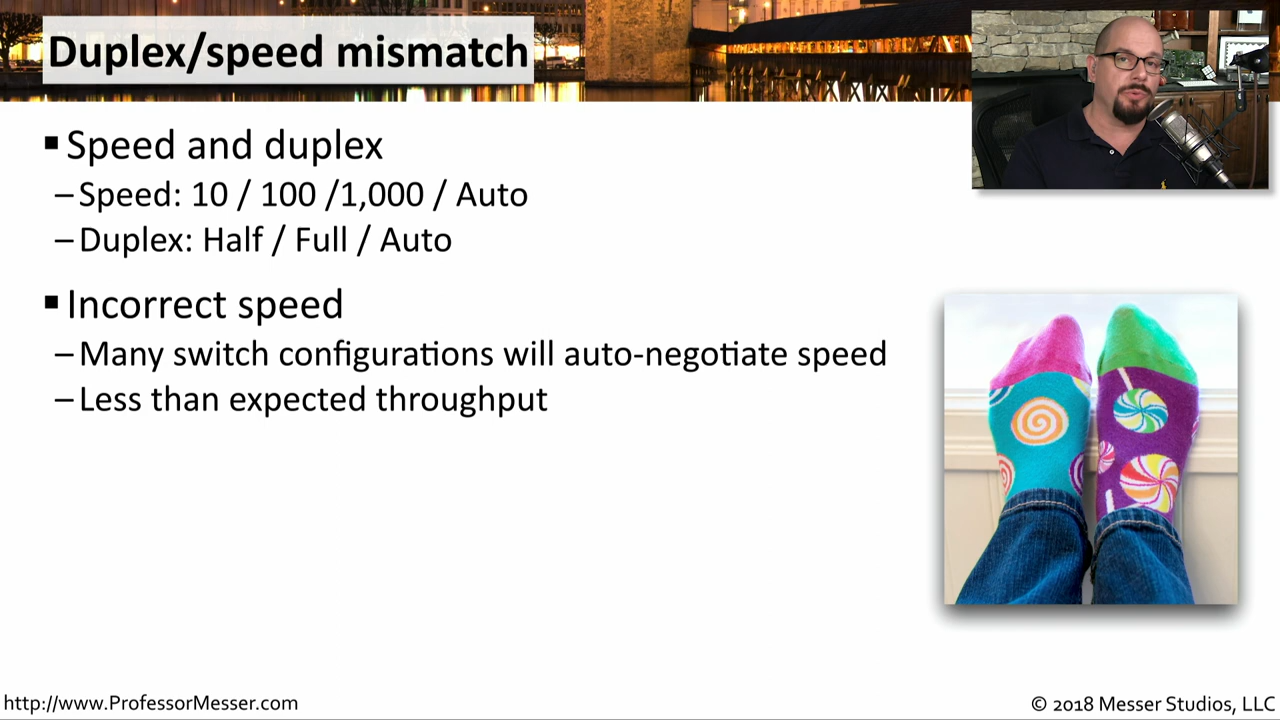 Duplex/speed mismatch
▪ Speed and duplex
–Speed: 10 / 100 /1,000 / Auto
–Duplex: Half / Full / Auto
▪ Incorrect speed
–Many switch configurations will auto-negotiate speed
–Less than expected throughput
http://www.ProfessorMesser.com
© 2018 Messer Studios, LLC